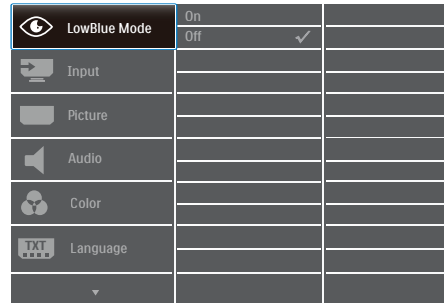 LowBlue Mode
On
Off
Input
Picture
Audio
Color
TXT
Language